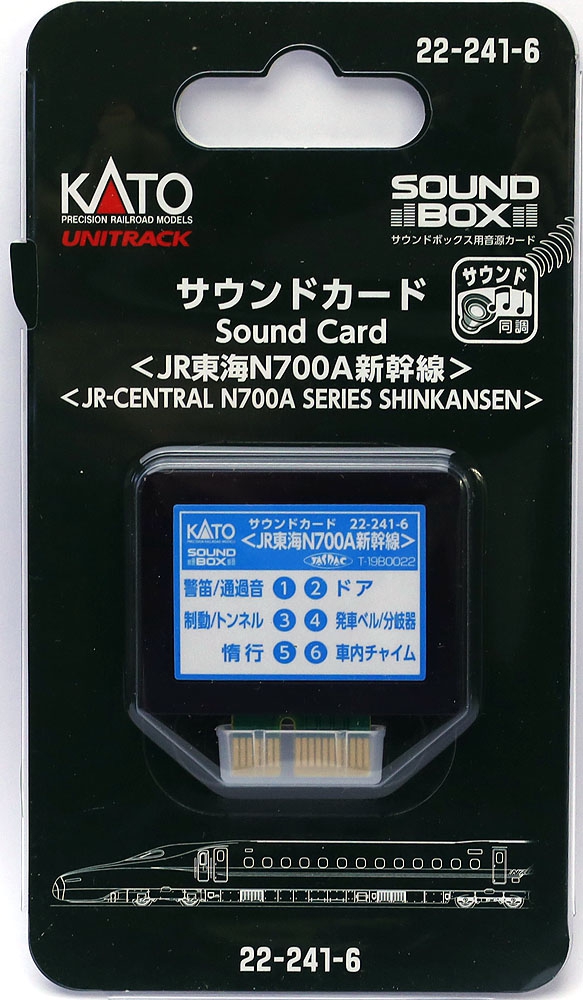 22-241-6
KATO
PRECISION RAILROAD MODELS
UNITRACK
SOUND
BOX
サウンドボックス用音源カード
サウンド
同調
サウンドカード
Sound Card
<JR東海N700A新幹線>
<JR-CENTRAL N700A SERIES SHINKANSEN>
KATO
PRECISION RAILROAD MODELS
サウンドカード 22-241-6
<JR東海N700A新幹線>
SOUND
BOX
T-1980022
警笛/通過音 1 2 ドア
制動/トンネル 3 4 発車ベル/分岐器
惰行 5 6 車内チャイム
22-241-6